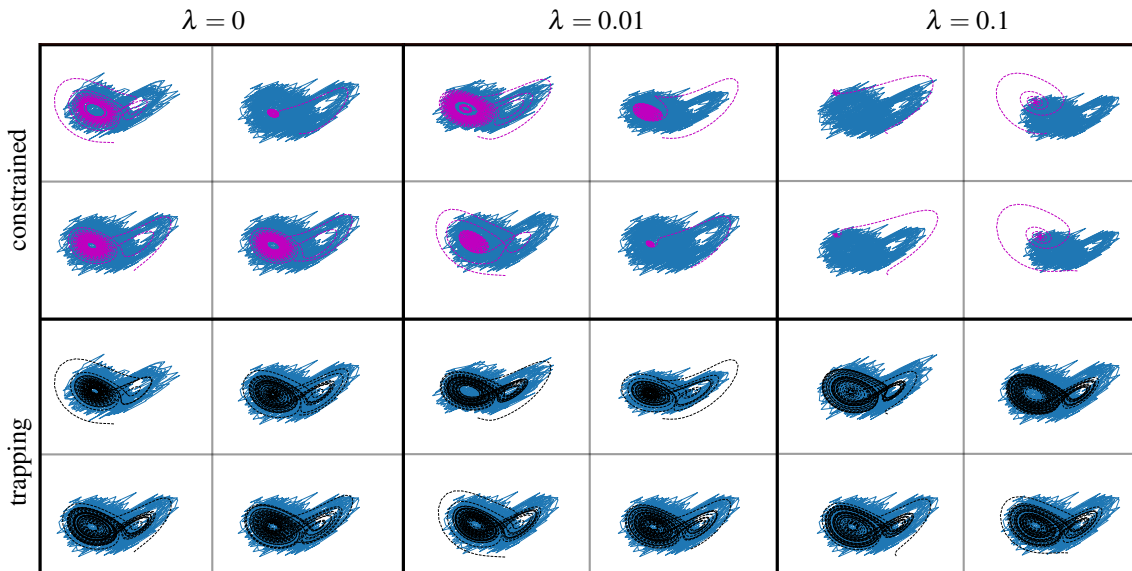 λ = 0
λ = 0.01
λ = 0.1
constrained
trapping